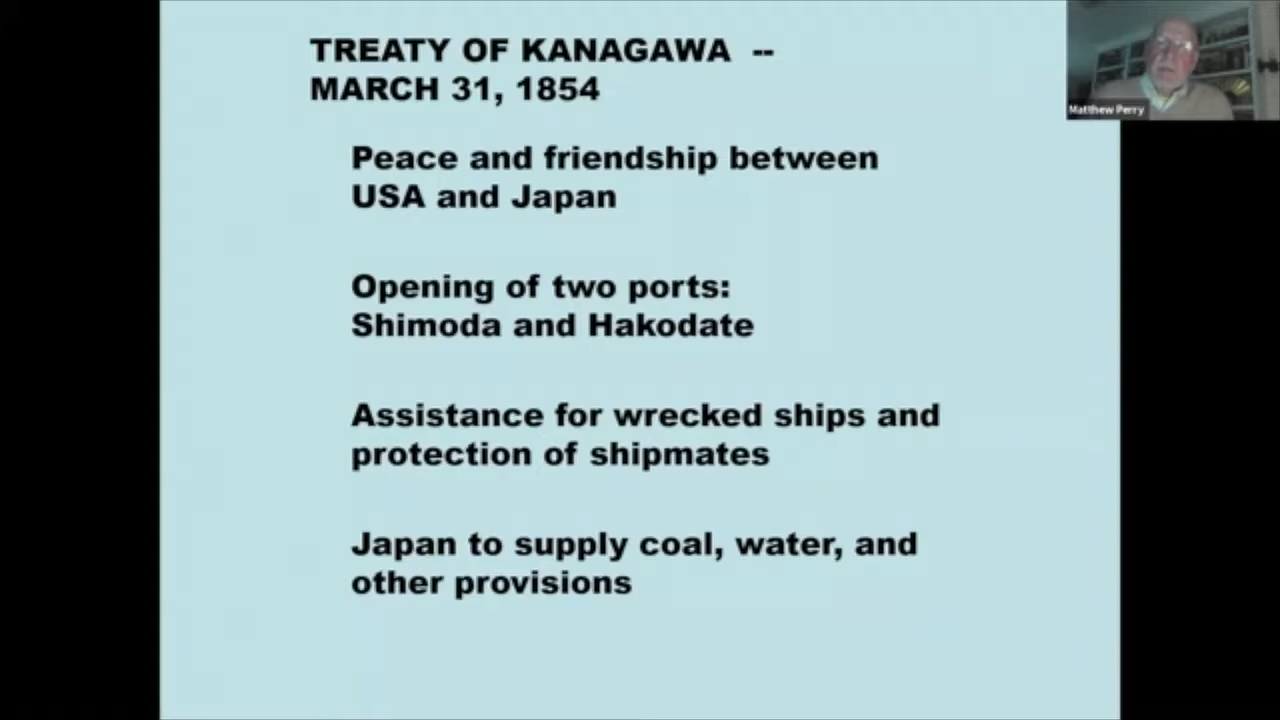 TREATY OF KANAGAWA --
MARCH 31, 1854
Peace and friendship between
USA and Japan
Opening of two ports:
Shimoda and Hakodate
Assistance for wrecked ships and
protection of shipmates
Japan to supply coal, water, and
other provisions
Matthew Perry